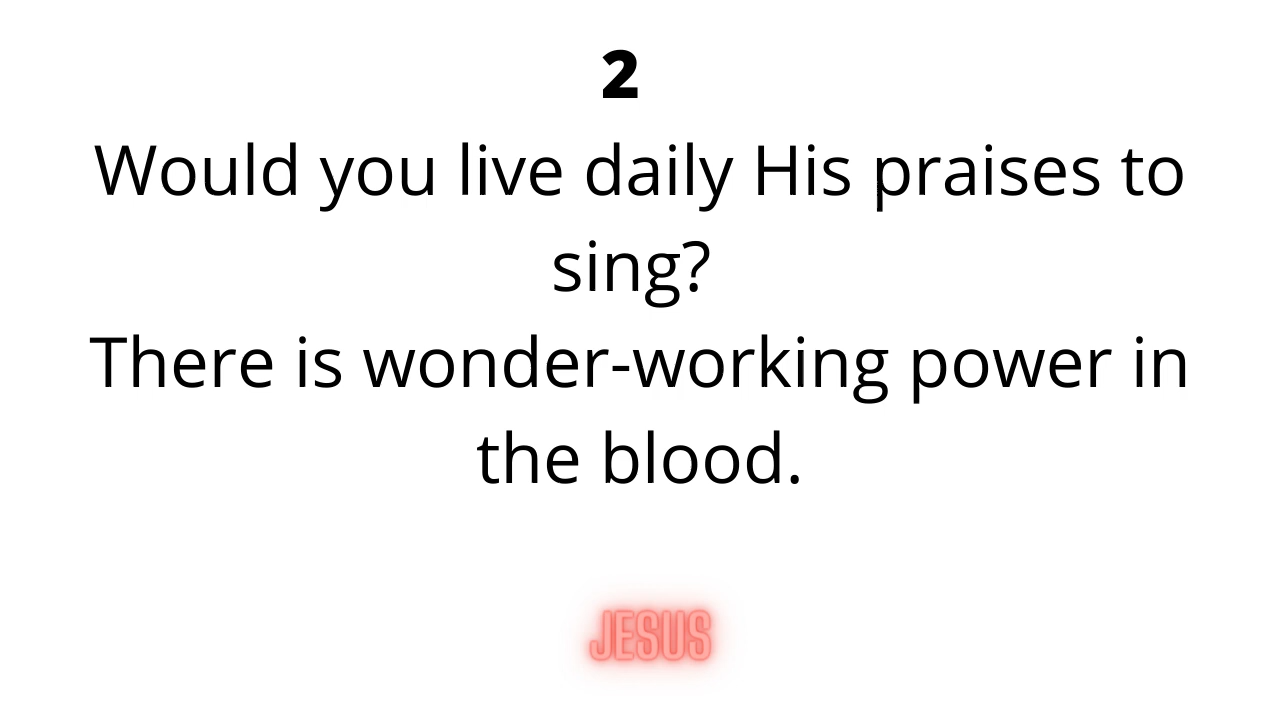 2
Would you live daily His praises to
sing?
There is wonder-working power in
the blood.
JESUS